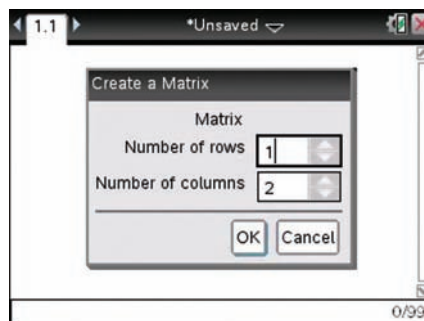 1.1 *Unsaved
Create a Matrix
Matrix
Number of rows 1
Number of columns 2
OK Cancel
0/99